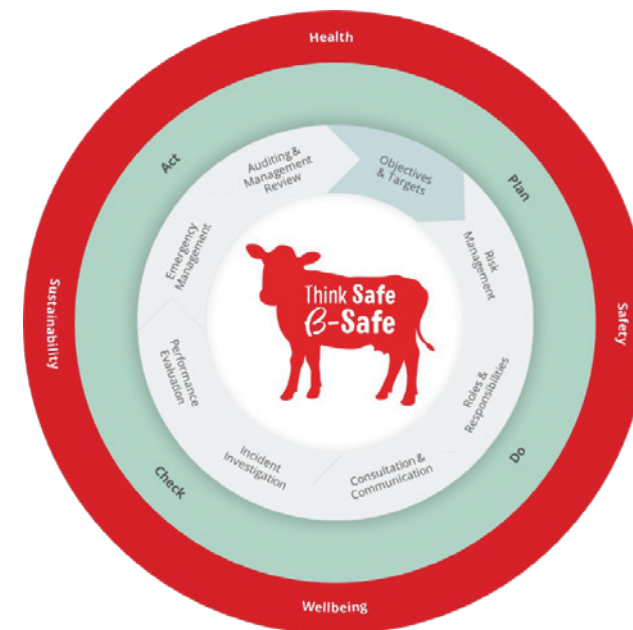 Health
Safety
Wellbeing
Sustainability
Plan
Do
Check
Act
Objectives
& Targets
Risk
Management
Roles &
Responsibilities
Consultation &
Communication
Incident
Investigation
Performance
Evaluation
Emergency
Management
Auditing &
Management
Review
Think Safe
B-Safe